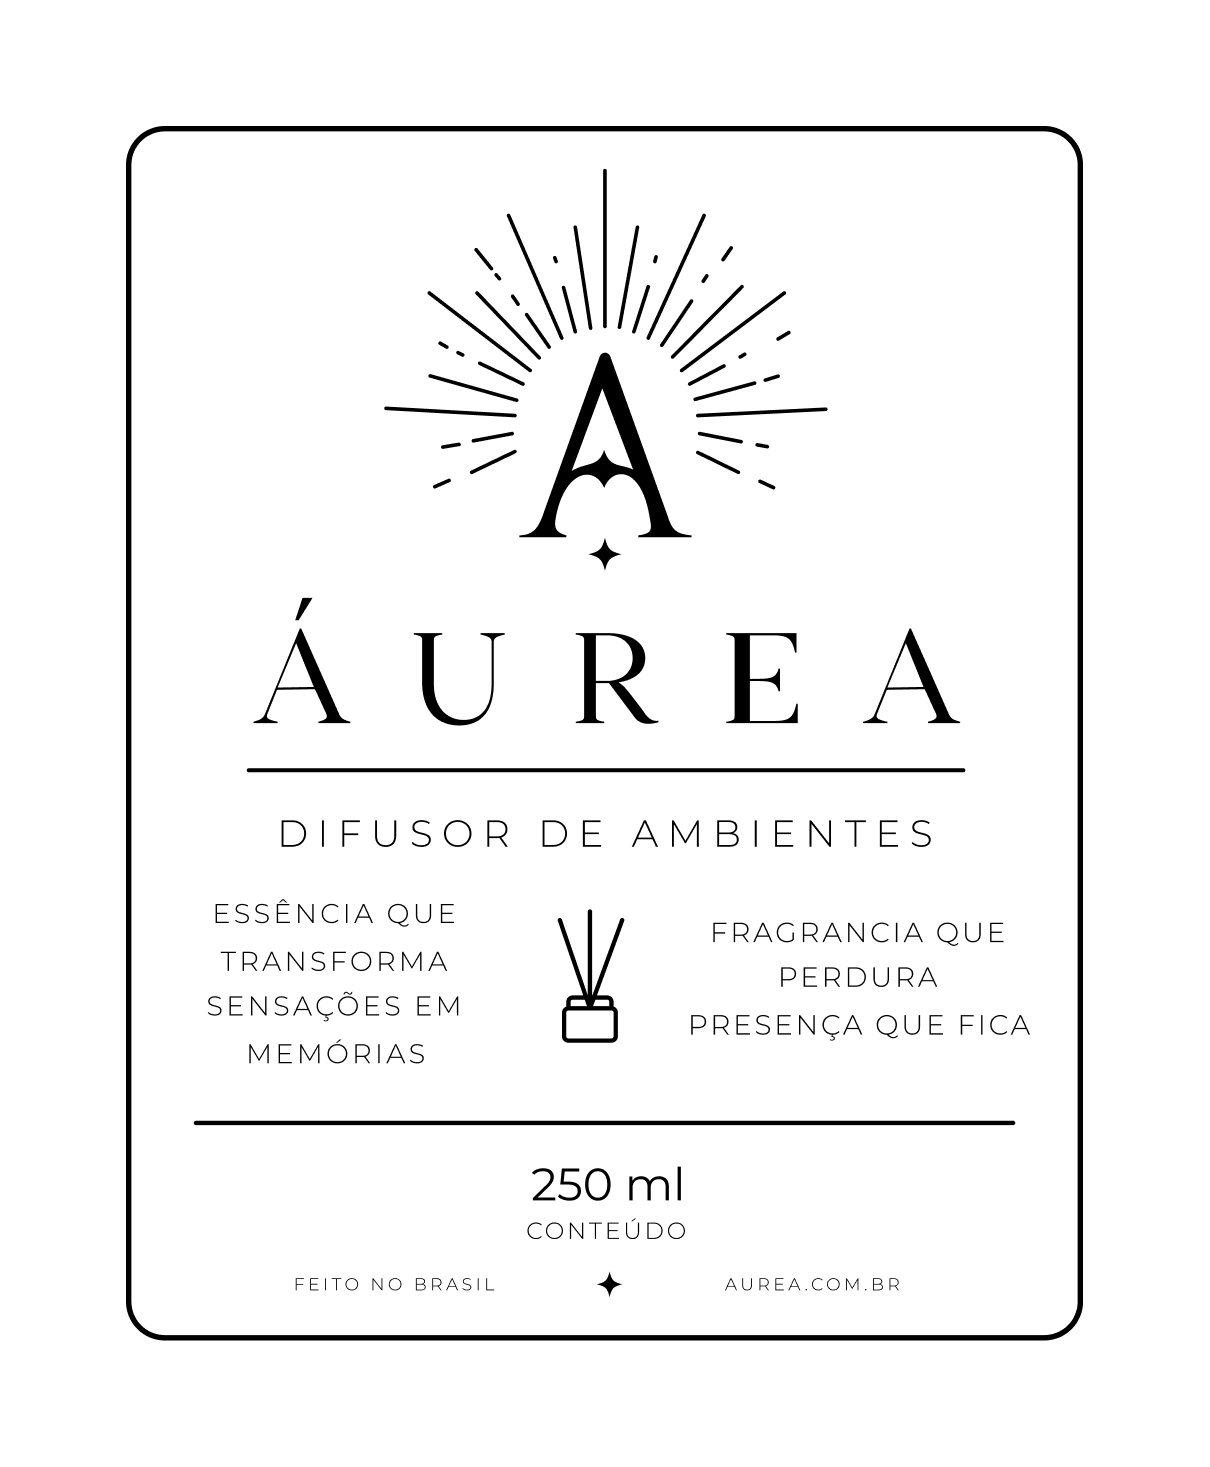 A
ÁUREA
DIFUSOR DE AMBIENTES
ESSÊNCIA QUE
TRANSFORMA
SENSAÇÕES EM
MEMÓRIAS
FRAGRANCIA QUE
PERDURA
PRESENÇA QUE FICA
250 ml
CONTEÚDO
FEITO NO BRASIL
AUREA.COM.BR